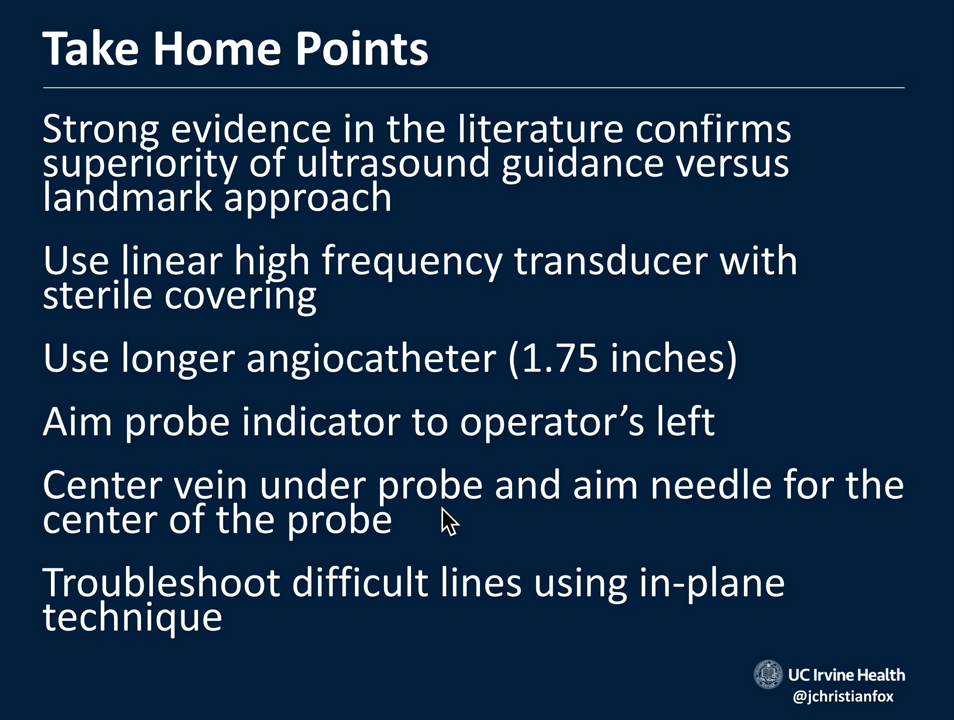 Take Home Points
Strong evidence in the literature confirms
superiority of ultrasound guidance versus
landmark approach
Use linear high frequency transducer with
sterile covering
Use longer angiocatheter (1.75 inches)
Aim probe indicator to operator’s left
Center vein under probe and aim needle for the
center of the probe
Troubleshoot difficult lines using in-plane
technique
UC Irvine Health
@jchristianfox